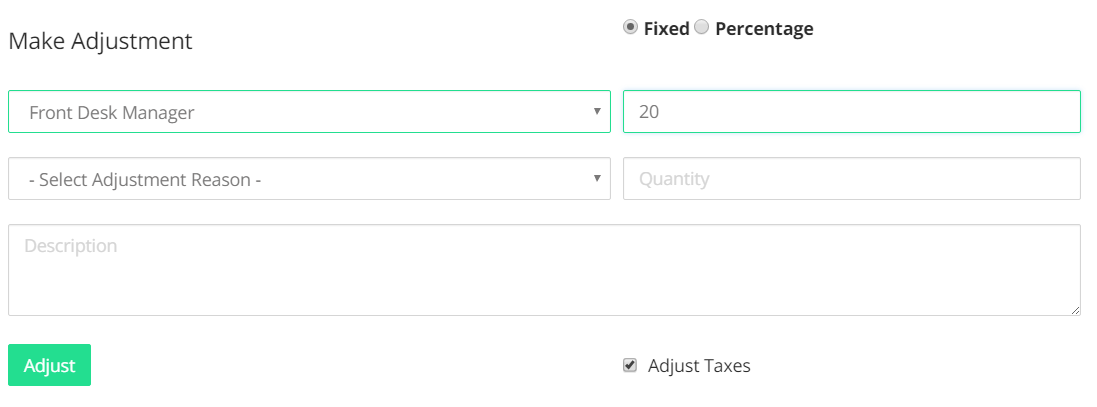 Make Adjustment
Fixed Percentage
Front Desk Manager
20
- Select Adjustment Reason -
Quantity
Description
Adjust
Adjust Taxes